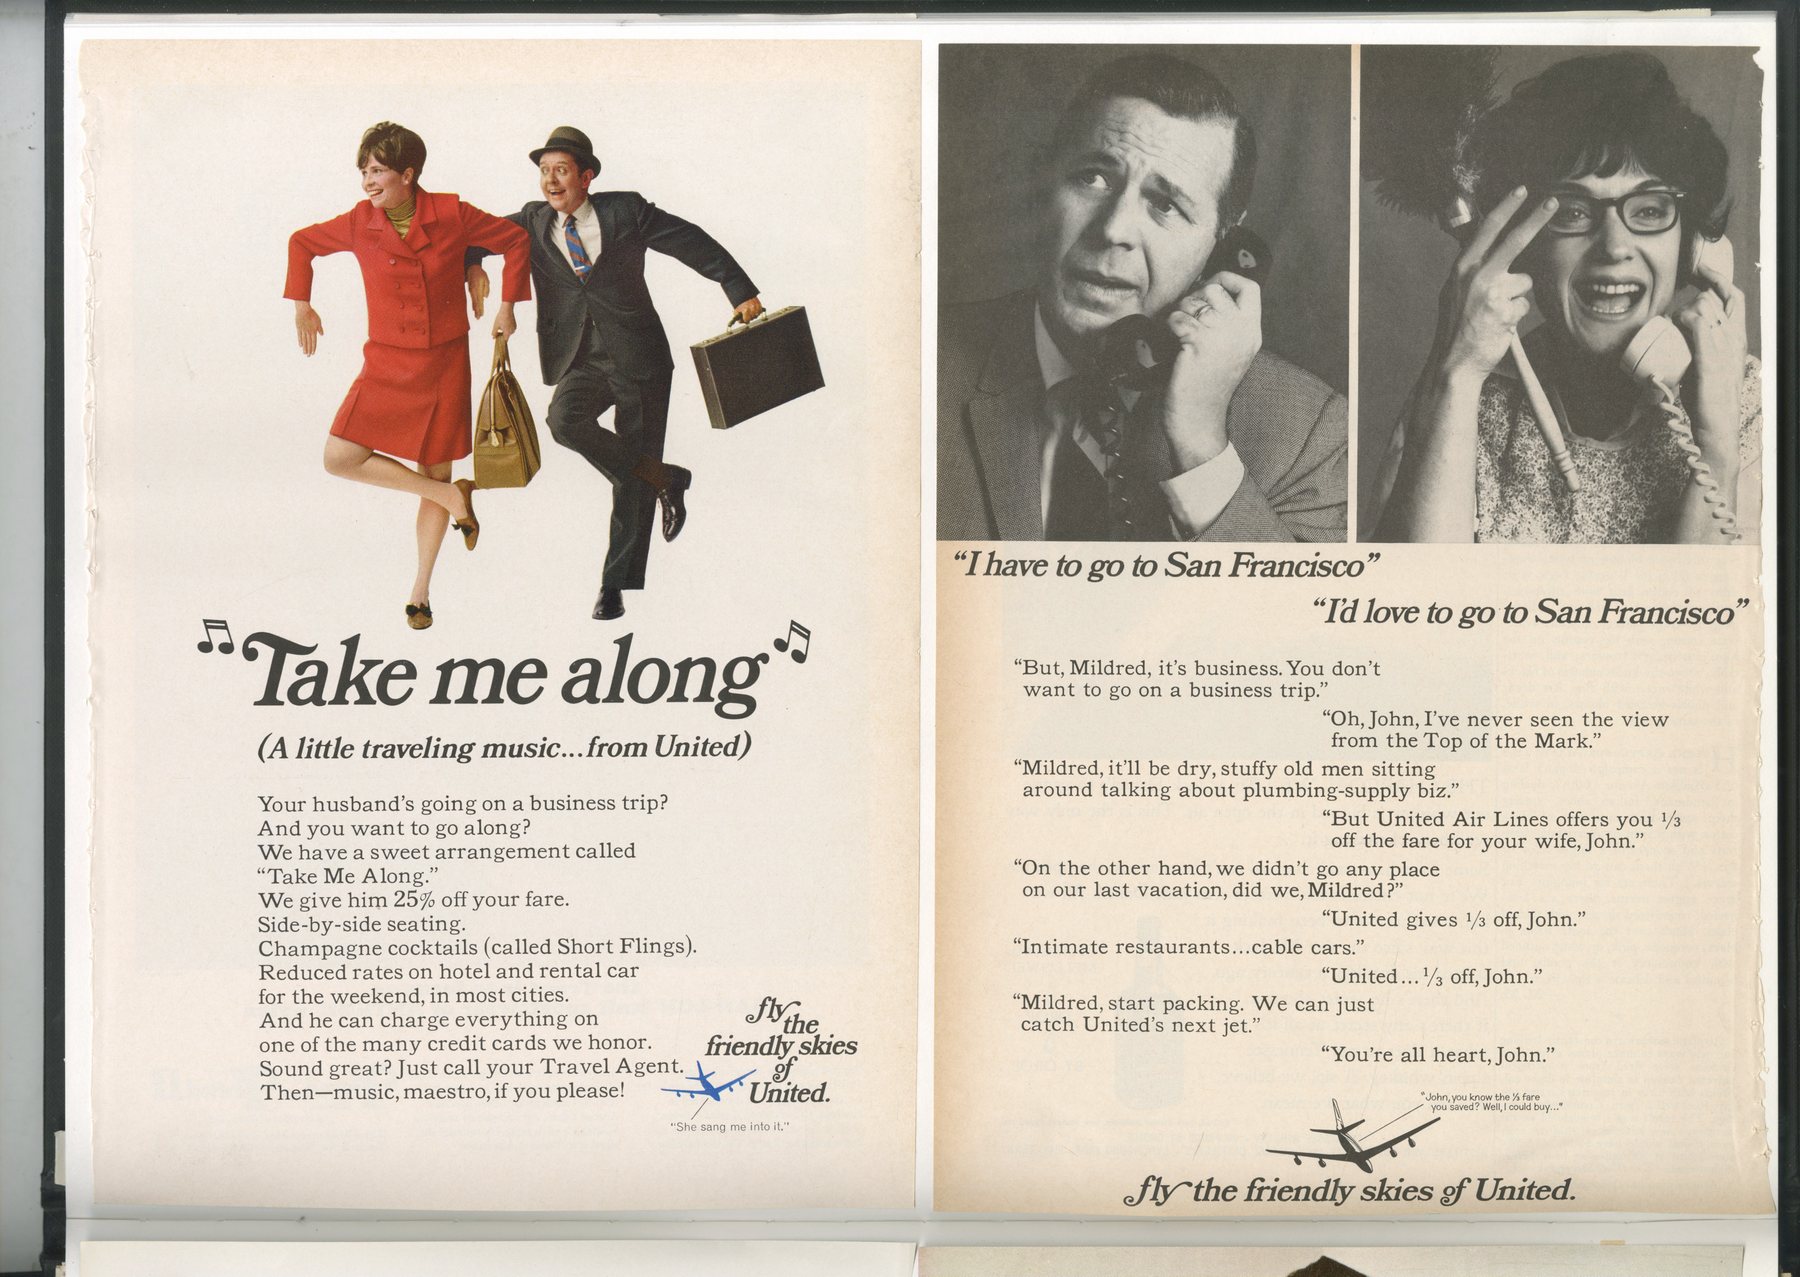 "Take me along"
(A little traveling music...from United)
Your husband's going on a business trip?
And you want to go along?
We have a sweet arrangement called
"Take Me Along."
We give him 25% off your fare.
Side-by-side seating.
Champagne cocktails (called Short Flings).
Reduced rates on hotel and rental car
for the weekend, in most cities.
And he can charge everything on
one of the many credit cards we honor.
Sound great? Just call your Travel Agent.
Then—music, maestro, if you please!
fly
the
friendly skies
of
United.
"She sang me into it."
"I have to go to San Francisco"
"I'd love to go to San Francisco"
"But, Mildred, it's business. You don't
want to go on a business trip."
"Oh, John, I've never seen the view
from the Top of the Mark."
"Mildred, it'll be dry, stuffy old men sitting
around talking about plumbing-supply biz."
"But United Air Lines offers you 1/3
off the fare for your wife, John."
"On the other hand, we didn't go any place
on our last vacation, did we, Mildred?"
"United gives 1/3 off, John."
"Intimate restaurants...cable cars."
"United... 1/3 off, John."
"Mildred, start packing. We can just
catch United's next jet."
"You're all heart, John."
"John, you know the 1/3 fare
you saved? Well, I could buy..."
fly the friendly skies of United.